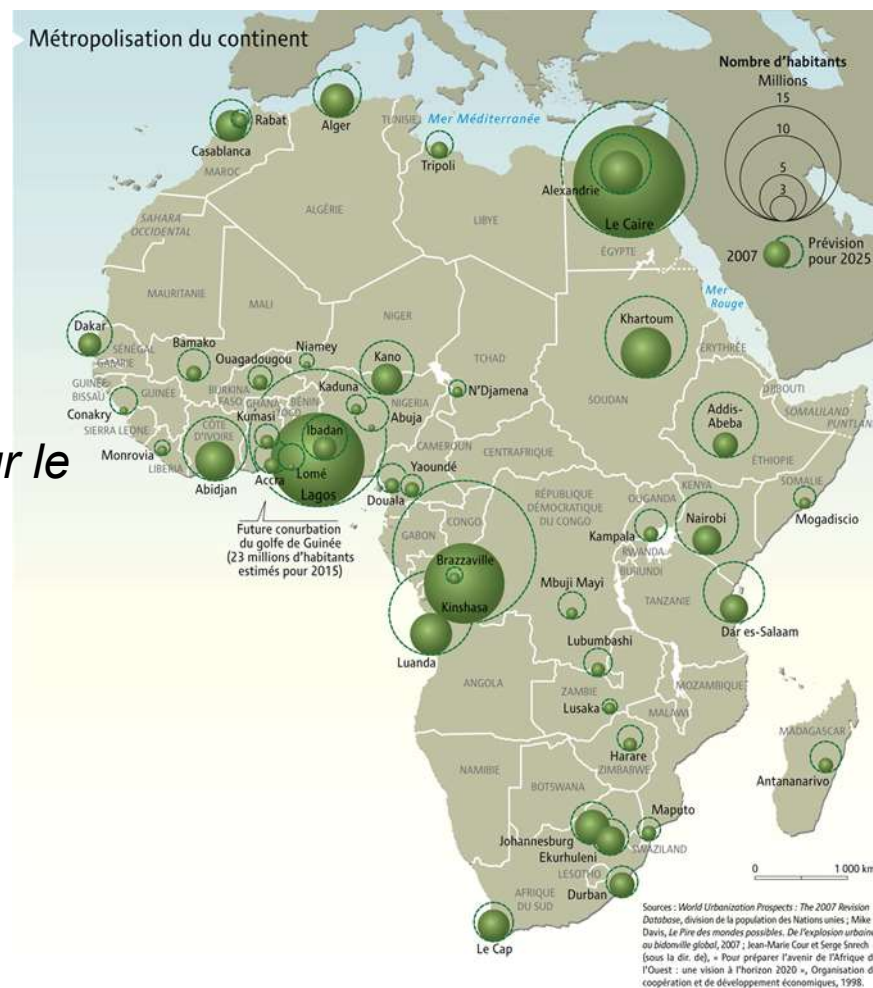 Métropolisation du continent
Nombre d'habitants
Millions
15
10
5
3
2007
Prévision
pour 2025
Mer Méditerranée
Mer
Rouge
Rabat
Casablanca
MAROC
Alger
TUNISIE
Tripoli
Alexandrie
Le Caire
ÉGYPTE
ALGÉRIE
LIBYE
SAHARA
OCCIDENTAL
MAURITANIE
MALI
NIGER
TCHAD
Khartoum
SOUDAN
ÉRYTHRÉE
DJIBOUTI
SOMALILAND
PUNTLAND
Dakar
SÉNÉGAL
GAMBIE
GUINÉE
BISSAU
GUINÉE
Bamako
Ouagadougou
Niamey
BURKINA
FASO
Kano
Kaduna
N'Djamena
NIGERIA
Abuja
Conakry
SIERRA LEONE
Monrovia
LIBERIA
CÔTE
D'IVOIRE
Abidjan
GHANA
Kumasi
TOGO
BÉNIN
Ibadan
Accra
Lomé
Lagos
ur le
Future conurbation
du golfe de Guinée
(23 millions d'habitants
estimés pour 2015)
CAMEROUN
Yaoundé
Douala
CENTRAFRIQUE
Addis-
Abeba
ÉTHIOPIE
SOMALIE
Mogadiscio
GABON
CONGO
RÉPUBLIQUE
DÉMOCRATIQUE
DU CONGO
Brazzaville
Kinshasa
OUGANDA
KENYA
Kampala
Nairobi
RWANDA
BURUNDI
Mbuji Mayi
TANZANIE
Dar es-Salaam
Luanda
Lubumbashi
ANGOLA
ZAMBIE
Lusaka
MALAWI
MOZAMBIQUE
Harare
ZIMBABWE
MADAGASCAR
Antananarivo
NAMIBIE
BOTSWANA
Maputo
Johannesburg
Ekurhuleni
SWAZILAND
LESOTHO
Durban
AFRIQUE
DU SUD
Le Cap
0 1 000 km
Sources : World Urbanization Prospects : The 2007 Revision
Database, division de la population des Nations unies ; Mike
Davis, Le Pire des mondes possibles. De l'explosion urbaine
au bidonville global, 2007 ; Jean-Marie Cour et Serge Snrech
(sous la dir. de), « Pour préparer l'avenir de l'Afrique de
l'Ouest : une vision à l'horizon 2020 », Organisation de
coopération et de développement économiques, 1998.